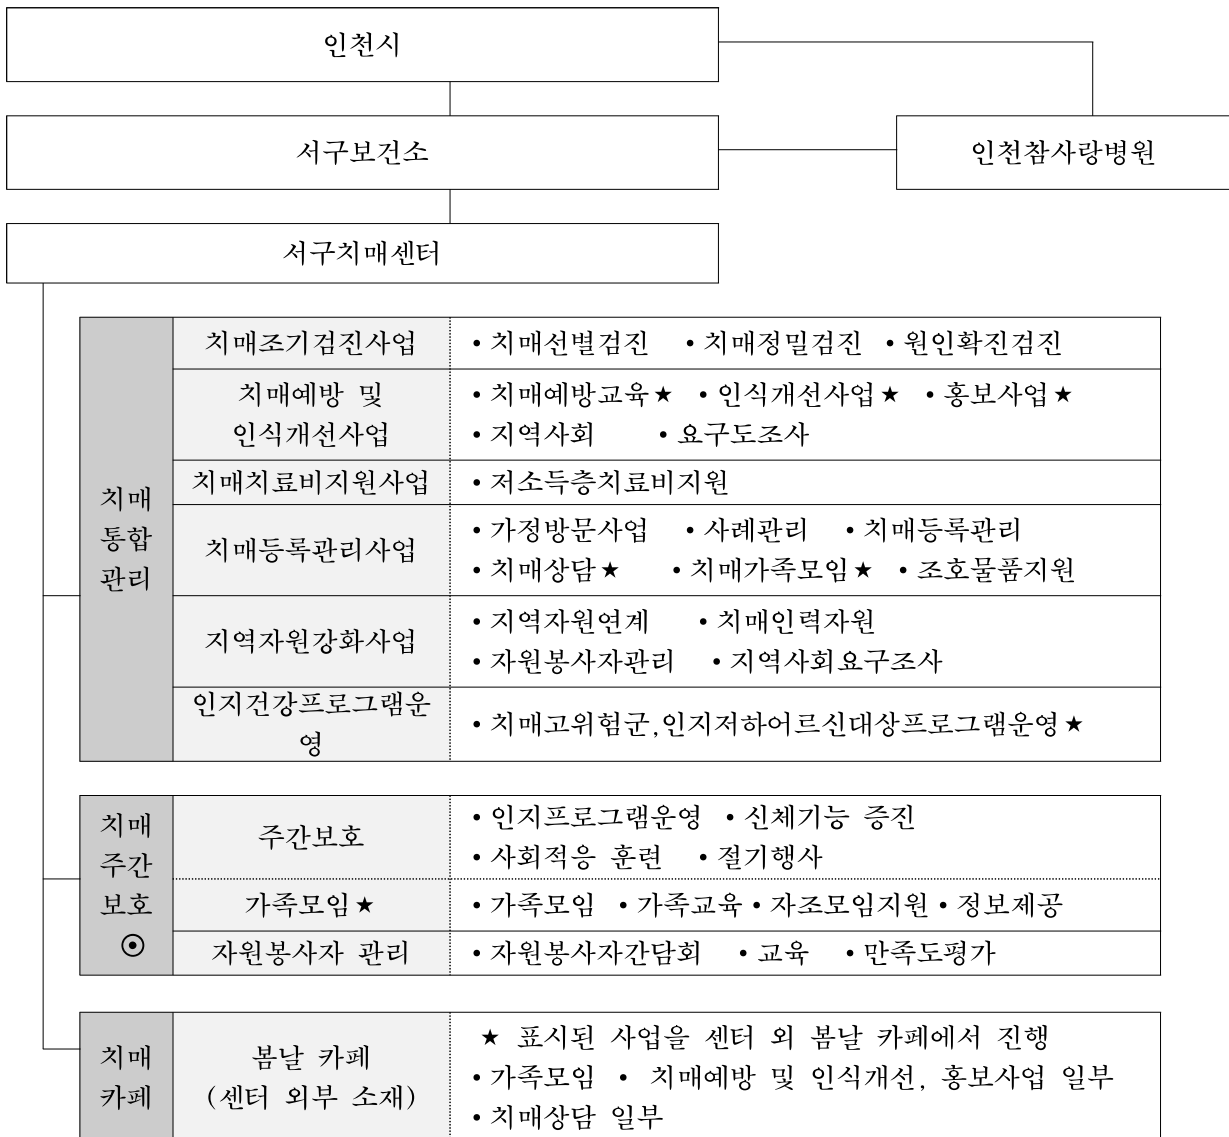 인천시
서구보건소
인천참사랑병원
서구치매센터
치매
통합
관리
치매조기검진사업
•치매선별검진 •치매정밀검진 •원인확진검진
치매예방 및
인식개선사업
•치매예방교육★ •인식개선사업★ •홍보사업★
•지역사회 •요구도조사
치매치료비지원사업
•저소득층치료비지원
치매등록관리사업
•가정방문사업 •사례관리 •치매등록관리
•치매상담★ •치매가족모임★ •조호물품지원
지역자원강화사업
•지역자원연계 •치매인력자원
•자원봉사자관리 •지역사회요구조사
인지건강프로그램운
영
•치매고위험군,인지저하어르신대상프로그램운영★
치매
주간
보호
⊙
주간보호
•인지프로그램운영 •신체기능 증진
•사회적응 훈련 •절기행사
가족모임★
•가족모임 •가족교육•자조모임지원•정보제공
자원봉사자 관리
•자원봉사자간담회 •교육 •만족도평가
치매
카페
봄날 카페
(센터 외부 소재)
★ 표시된 사업을 센터 외 봄날 카페에서 진행
•가족모임 • 치매예방 및 인식개선, 홍보사업 일부
•치매상담 일부